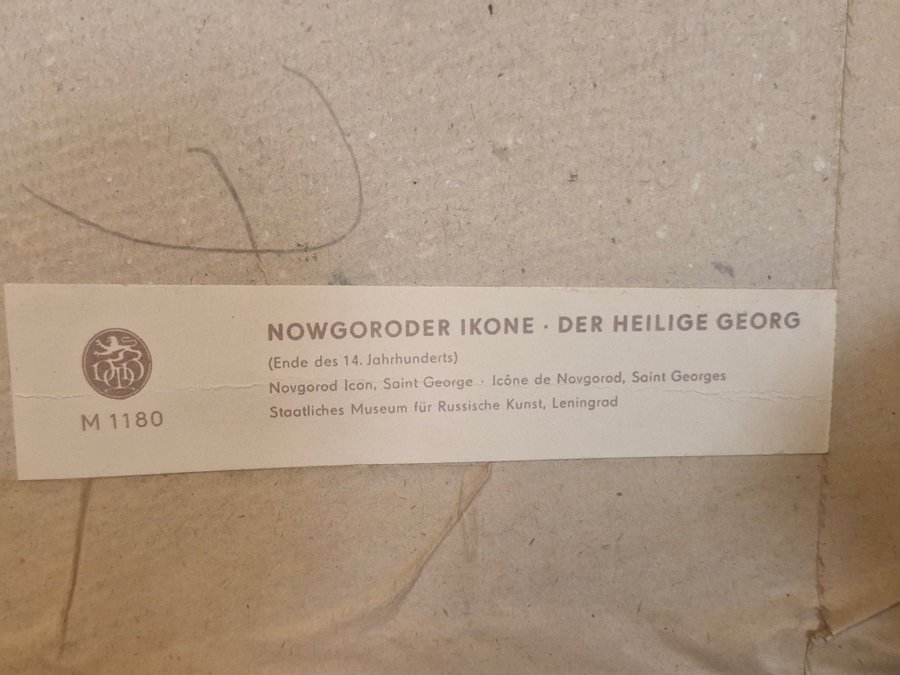 NOWGORODER IKONE · DER HEILIGE GEORG
(Ende des 14. Jahrhunderts)
Novgorod Icon, Saint George · Icône de Novgorod, Saint Georges
Staatliches Museum für Russische Kunst, Leningrad
M 1180